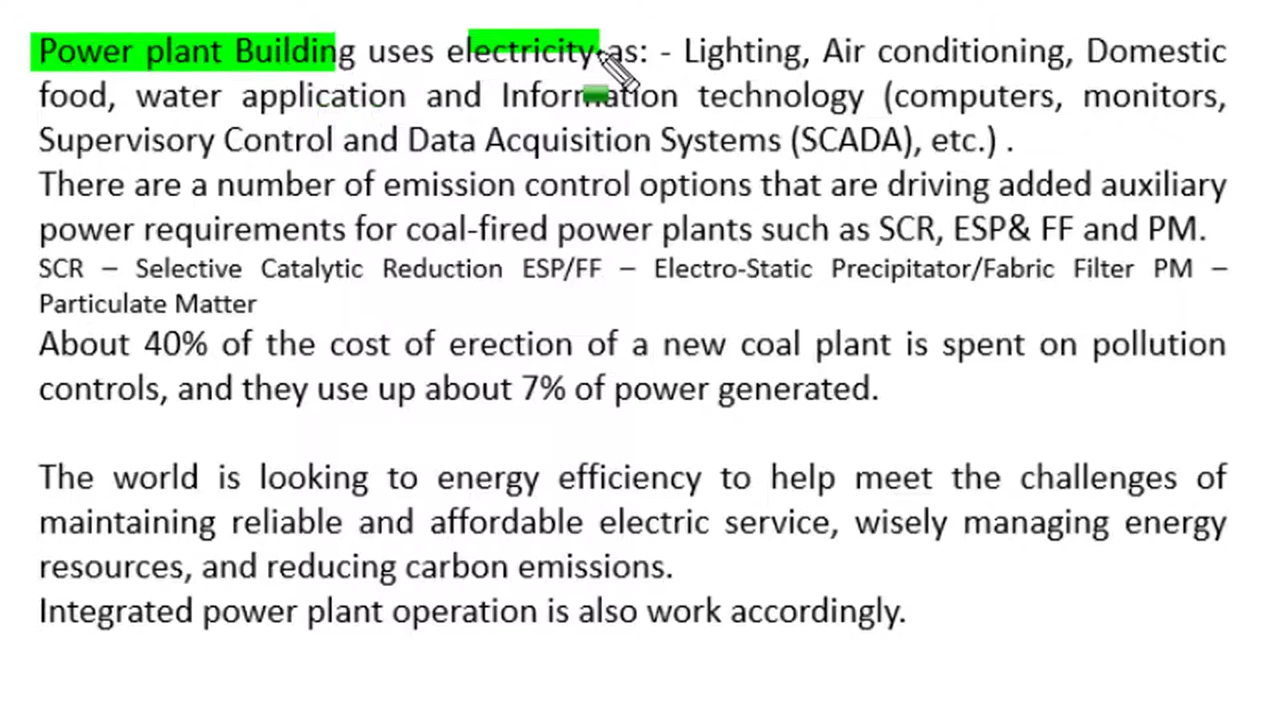 Power plant Building uses electricity as: - Lighting, Air conditioning, Domestic
food, water application and Information technology (computers, monitors,
Supervisory Control and Data Acquisition Systems (SCADA), etc.) .
There are a number of emission control options that are driving added auxiliary
power requirements for coal-fired power plants such as SCR, ESP& FF and PM.
SCR – Selective Catalytic Reduction ESP/FF – Electro-Static Precipitator/Fabric Filter PM –
Particulate Matter
About 40% of the cost of erection of a new coal plant is spent on pollution
controls, and they use up about 7% of power generated.
The world is looking to energy efficiency to help meet the challenges of
maintaining reliable and affordable electric service, wisely managing energy
resources, and reducing carbon emissions.
Integrated power plant operation is also work accordingly.